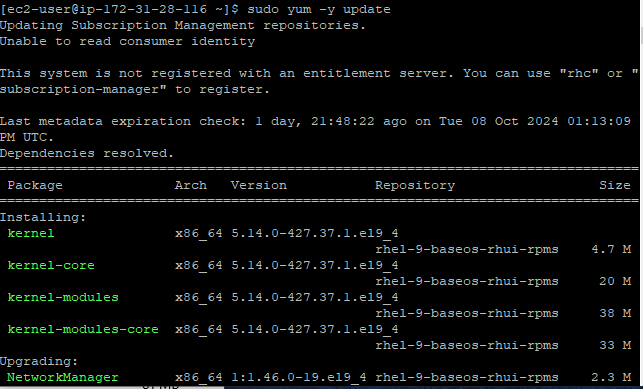 [ec2-user@ip-172-31-28-116 ~]$ sudo yum -y update
Updating Subscription Management repositories.
Unable to read consumer identity
This system is not registered with an entitlement server. You can use "rhc" or "
subscription-manager" to register.
Last metadata expiration check: 1 day, 21:48:22 ago on Tue 08 Oct 2024 01:13:09
PM UTC.
Dependencies resolved.
================================================================================
Package Arch Version Repository Size
================================================================================
Installing:
kernel x86_64 5.14.0-427.37.1.el9_4
rhel-9-baseos-rhui-rpms 4.7 M
kernel-core x86_64 5.14.0-427.37.1.el9_4
rhel-9-baseos-rhui-rpms 20 M
kernel-modules x86_64 5.14.0-427.37.1.el9_4
rhel-9-baseos-rhui-rpms 38 M
kernel-modules-core x86_64 5.14.0-427.37.1.el9_4
rhel-9-baseos-rhui-rpms 33 M
Upgrading:
NetworkManager x86_64 1:1.46.0-19.el9_4 rhel-9-baseos-rhui-rpms 2.3 M